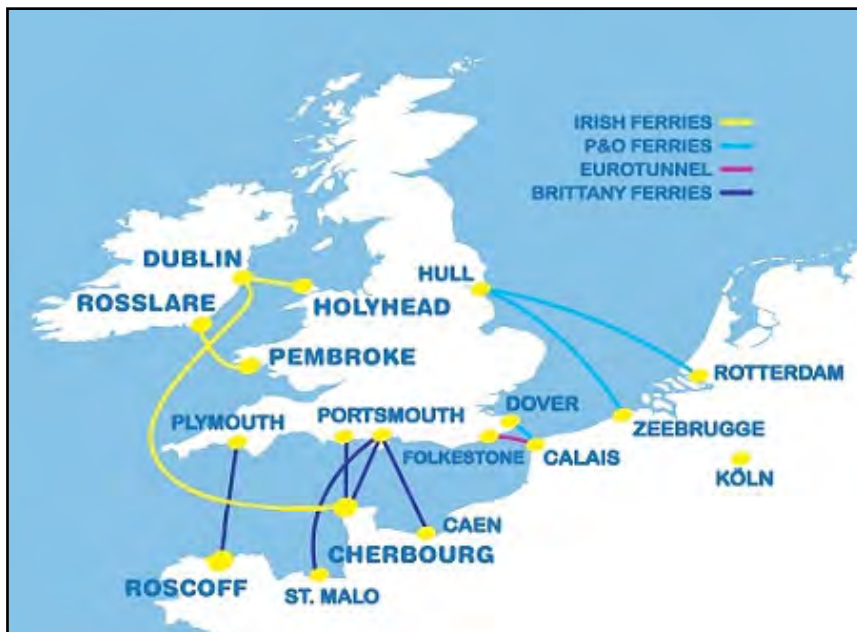 IRISH FERRIES
P&O FERRIES
EUROTUNNEL
BRITTANY FERRIES
DUBLIN
HULL
ROSSLARE
HOLYHEAD
PEMBROKE
ROTTERDAM
DOVER
PLYMOUTH
PORTSMOUTH
ZEEBRUGGE
FOLKESTONE
CALAIS
KÖLN
CAEN
CHERBOURG
ROSCOFF
ST. MALO